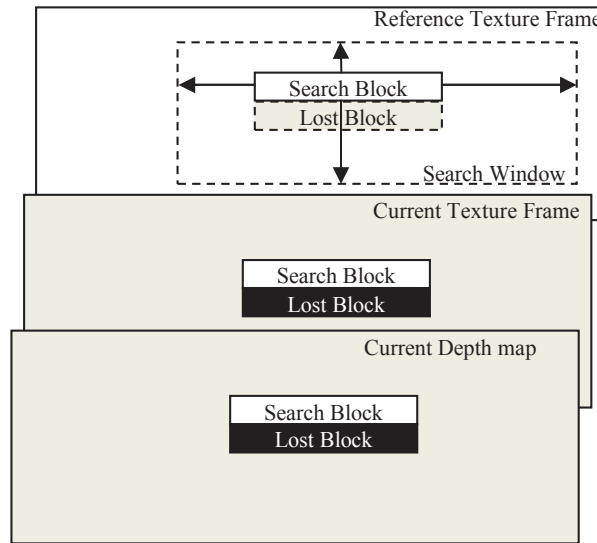 Reference Texture Frame
Search Block
Lost Block
Search Window
Current Texture Frame
Search Block
Lost Block
Current Depth map
Search Block
Lost Block